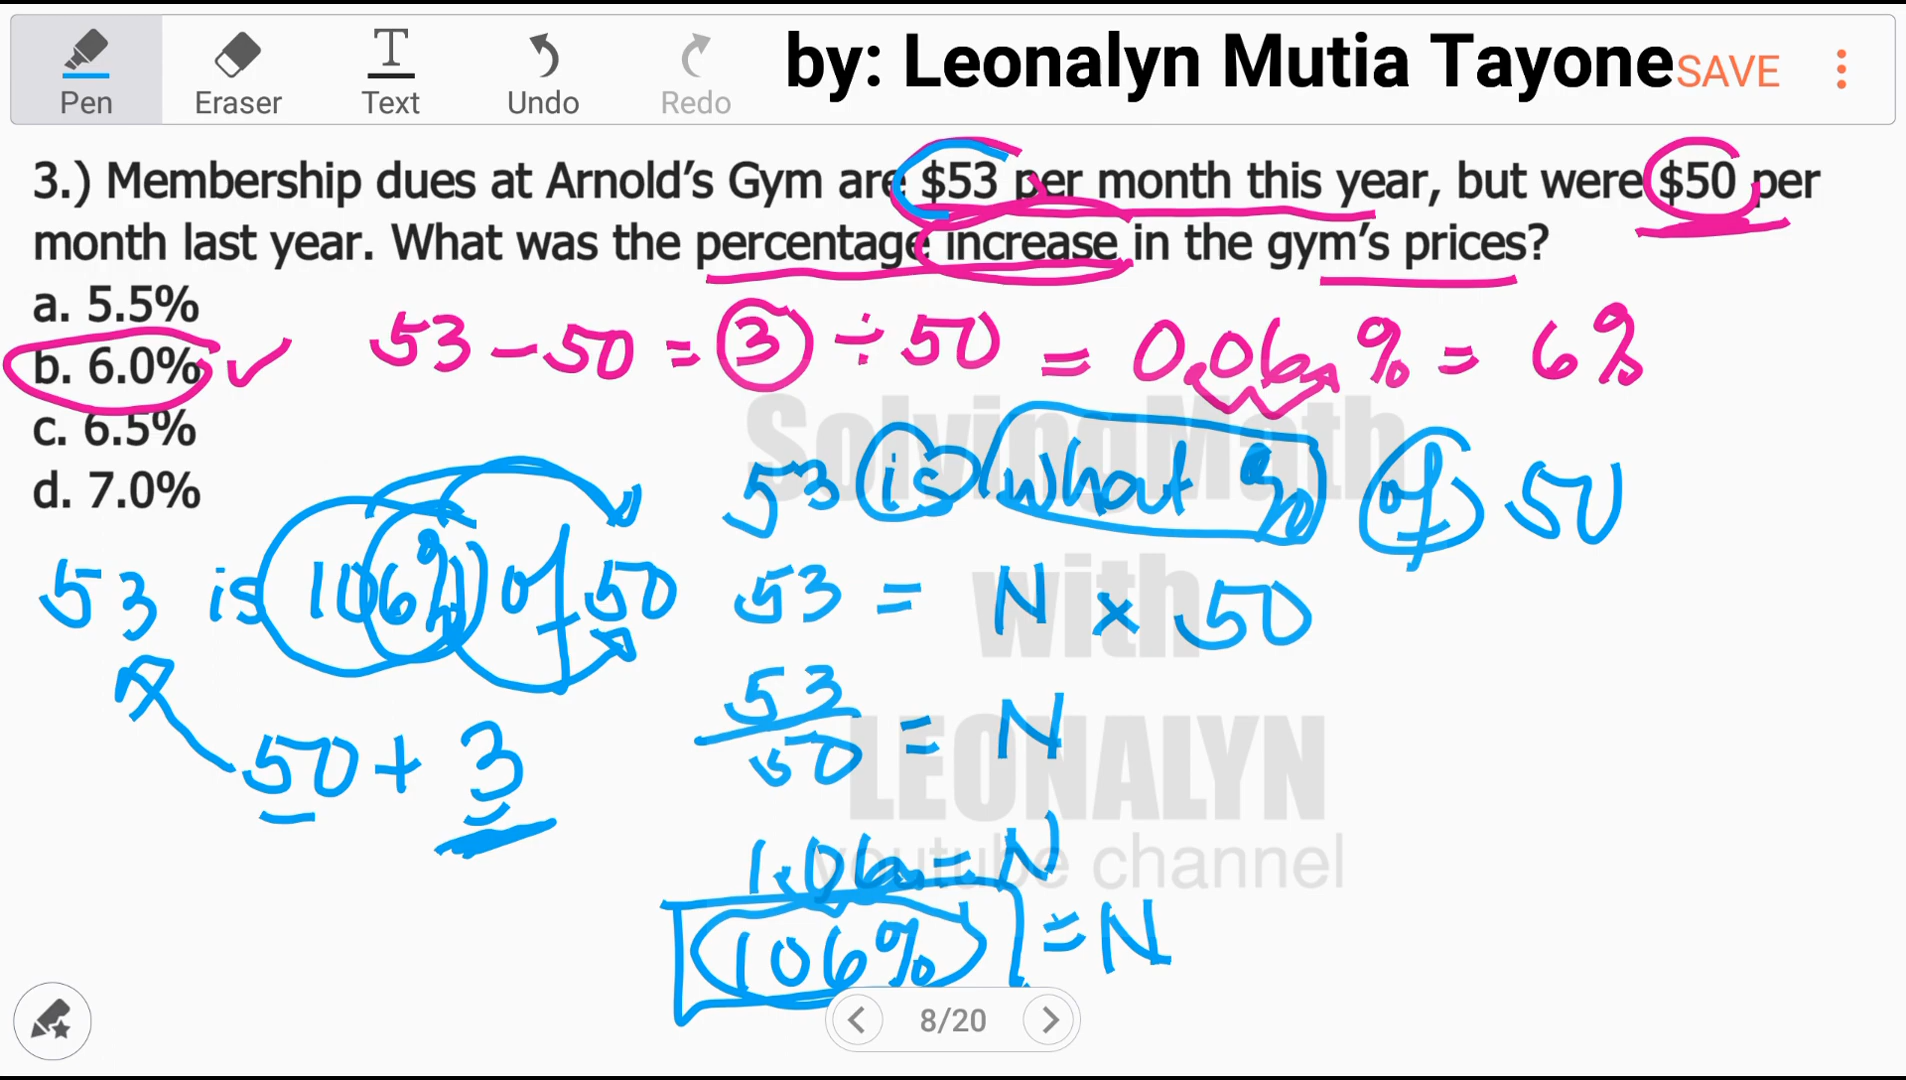 Pen Eraser Text Undo Redo by: Leonalyn Mutia Tayone SAVE
3.) Membership dues at Arnold's Gym are $53 per month this year, but were $50 per
month last year. What was the percentage increase in the gym's prices?
a. 5.5%
b. 6.0%
c. 6.5%
d. 7.0%
53 - 50 = 3 ÷ 50 = 0.06 % = 6%
SolvingMath
with
LEONALYN
youtube channel
53 is what % of 50
53 = N × 50
53/50 = N
1.06 = N
106% = N
53 is 106% of 50
50 + 3
8/20